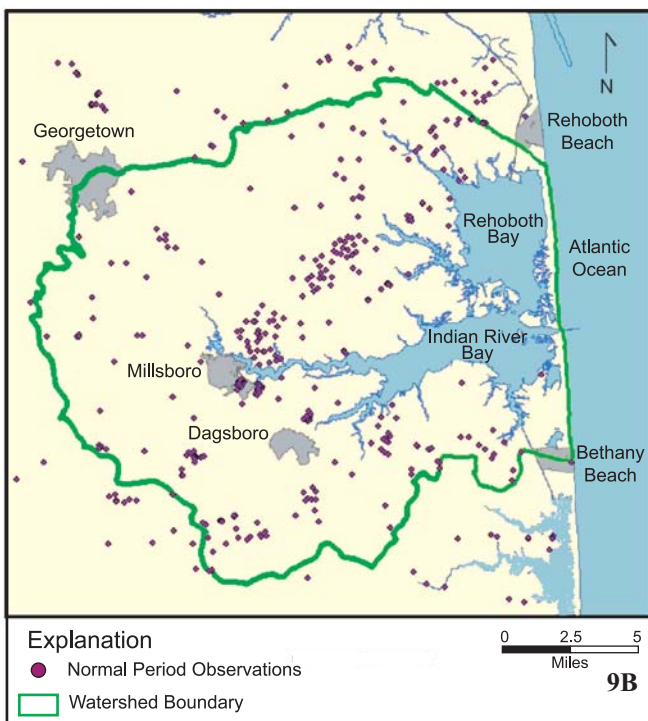 N
Georgetown
Rehoboth
Beach
Rehoboth
Bay
Atlantic
Ocean
Indian River
Bay
Millsboro
Dagsboro
Bethany
Beach
Explanation
Normal Period Observations
Watershed Boundary
0 2.5 5
Miles
9B